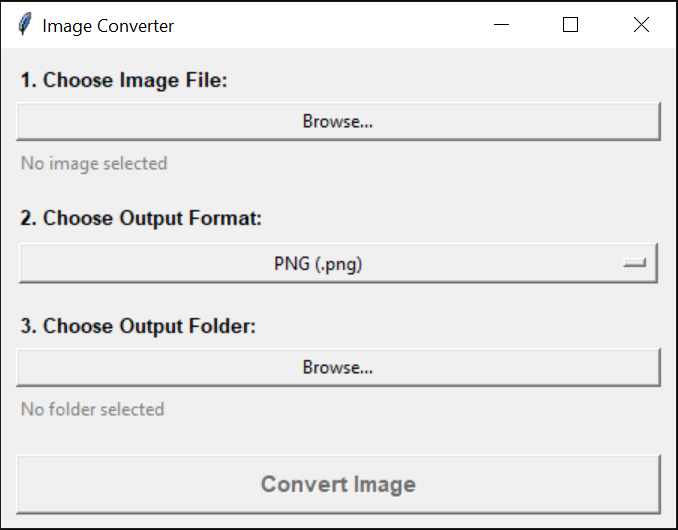 Image Converter
1. Choose Image File:
Browse...
No image selected
2. Choose Output Format:
PNG (.png)
3. Choose Output Folder:
Browse...
No folder selected
Convert Image